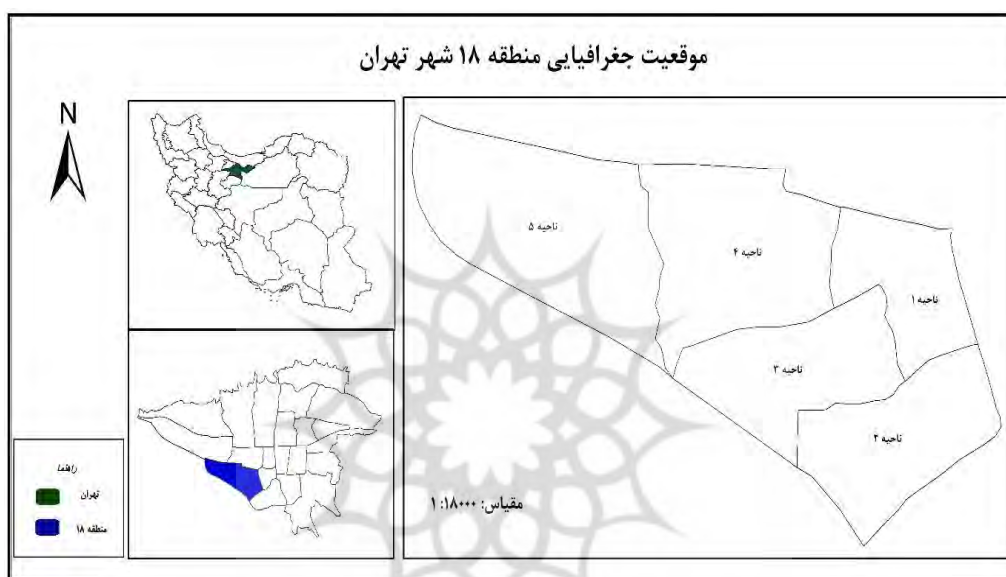 موقعیت جغرافیایی منطقه ۱۸ شهر تهران
N
ناحیه ۵
ناحیه ۴
ناحیه ۱
ناحیه ۳
ناحیه ۲
مقیاس: ۱:۱۸۰۰۰
راهنما
تهران
منطقه ۱۸